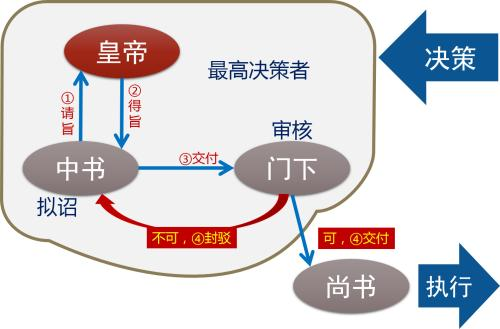 皇帝
最高决策者
决策
①
请
旨
②
得
旨
审核
中书
③交付
门下
拟诏
不可，④封驳
可，④交付
尚书
执行